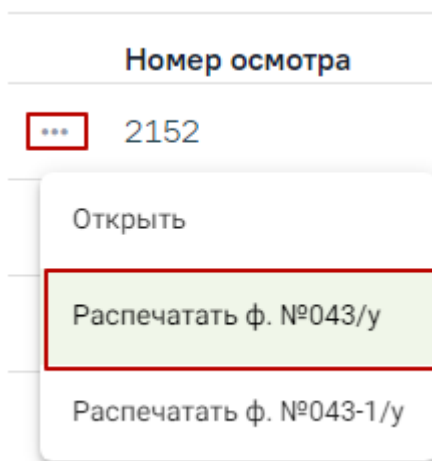 Номер осмотра
2152
Открыть
Распечатать ф. №043/у
Распечатать ф. №043-1/у